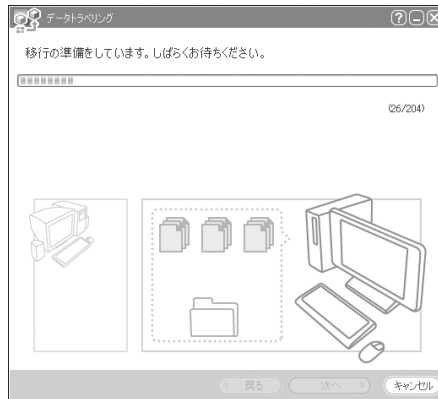 データトラベリング
移行の準備をしています。しばらくお待ちください。
(26/204)
戻る
次へ
キャンセル